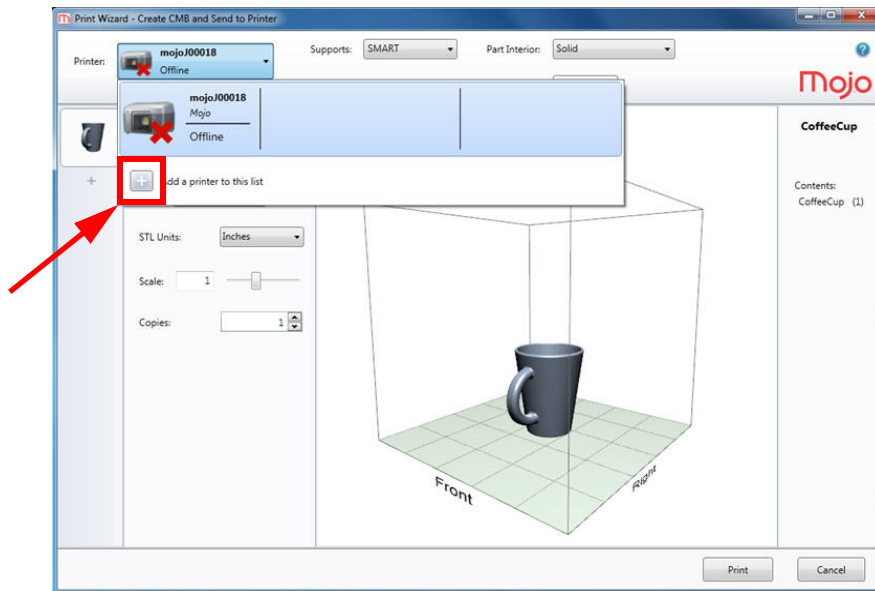 Print Wizard - Create CMB and Send to Printer
Printer:
mojoJ00018
Offline
Supports:
SMART
Part Interior:
Solid
?
Mojo
mojoJ00018
Mojo
Offline
dd a printer to this list
CoffeeCup
Contents:
CoffeeCup (1)
STL Units:
Inches
Scale:
1
Copies:
1
Front
Right
Print
Cancel